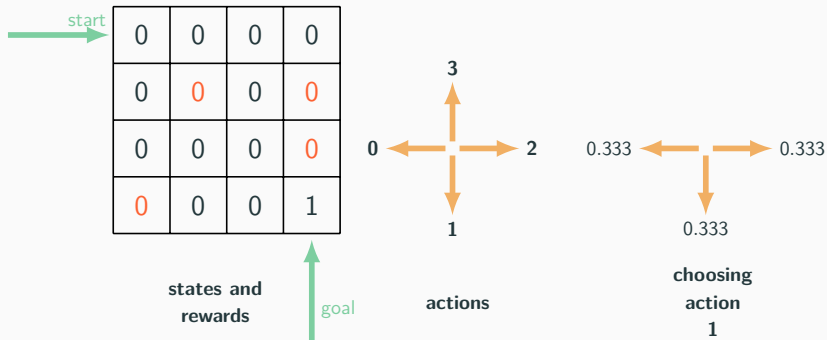 start
0 0 0 0
0 0 0 0
0 0 0 0
0 0 0 1
goal
states and
rewards
3
0 2
1
actions
0.333 0.333
0.333
choosing
action
1